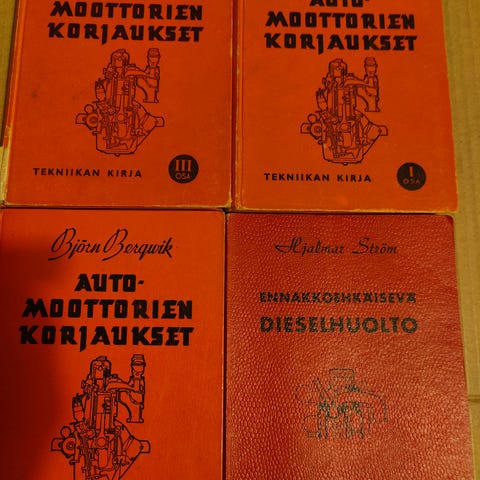 MOOTTORIEN
KORJAUKSET
TEKNIIKAN KIRJA
III
OSA
AUTO-
MOOTTORIEN
KORJAUKSET
TEKNIIKAN KIRJA
I
OSA
Björn Bergwik
AUTO-
MOOTTORIEN
KORJAUKSET
Hjalmar Ström
ENNAKKOEHKÄISEVÄ
DIESELHUOLTO